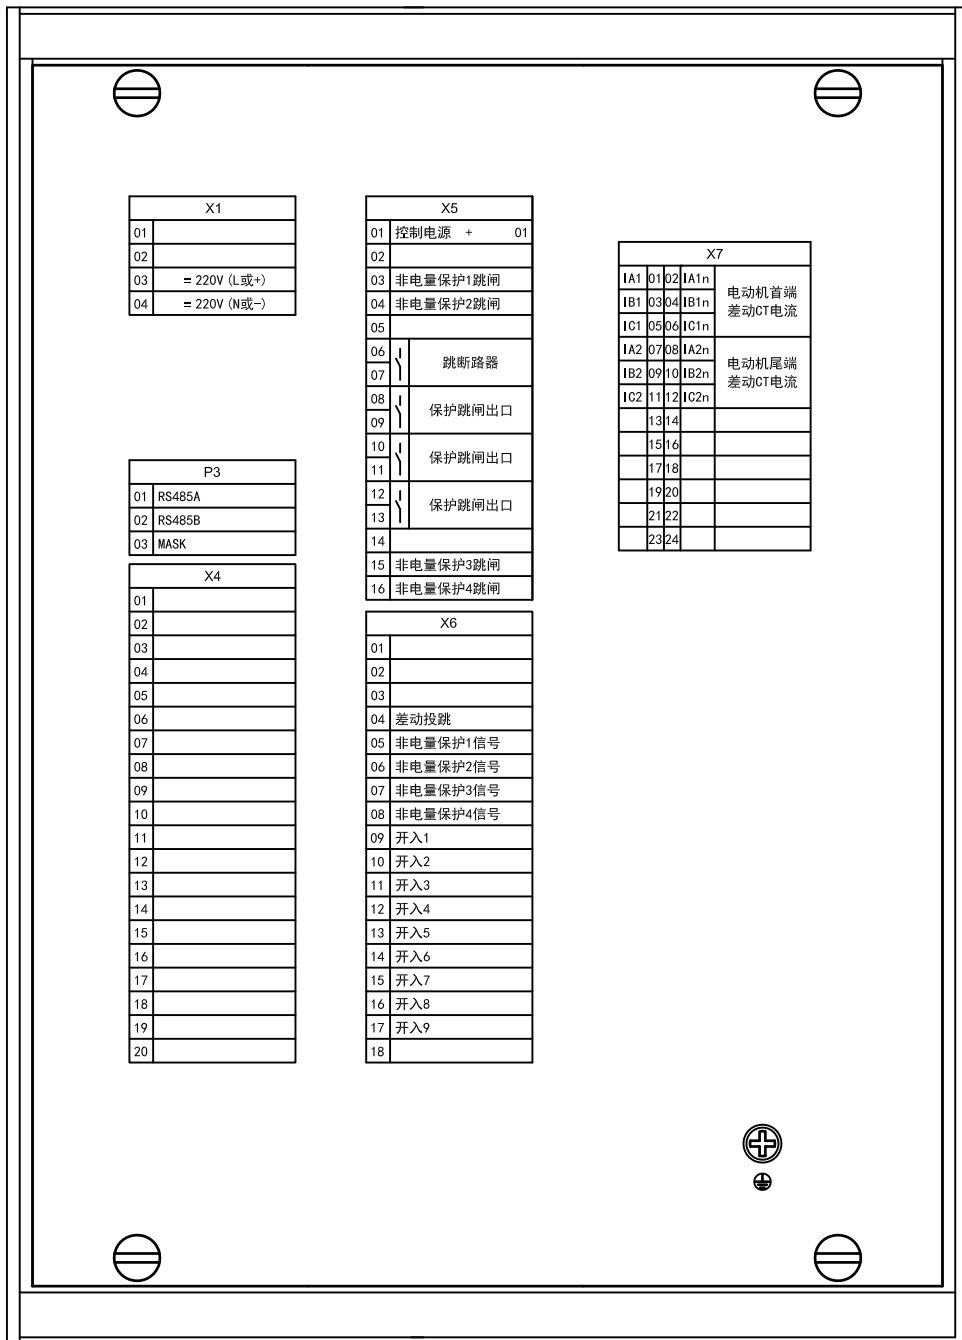 X1
01
02
03 = 220V (L或+)
04 = 220V (N或-)
P3
01 RS485A
02 RS485B
03 MASK
X4
01
02
03
04
05
06
07
08
09
10
11
12
13
14
15
16
17
18
19
20
X5
01 控制电源 + 01
02
03 非电量保护1跳闸
04 非电量保护2跳闸
05
06
跳断路器
07
08
保护跳闸出口
09
10
保护跳闸出口
11
12
保护跳闸出口
13
14
15 非电量保护3跳闸
16 非电量保护4跳闸
X6
01
02
03
04 差动投跳
05 非电量保护1信号
06 非电量保护2信号
07 非电量保护3信号
08 非电量保护4信号
09 开入1
10 开入2
11 开入3
12 开入4
13 开入5
14 开入6
15 开入7
16 开入8
17 开入9
18
X7
IA1 01 02 IA1n
电动机首端
IB1 03 04 IB1n
差动CT电流
IC1 05 06 IC1n
IA2 07 08 IA2n
电动机尾端
IB2 09 10 IB2n
差动CT电流
IC2 11 12 IC2n
13 14
15 16
17 18
19 20
21 22
23 24